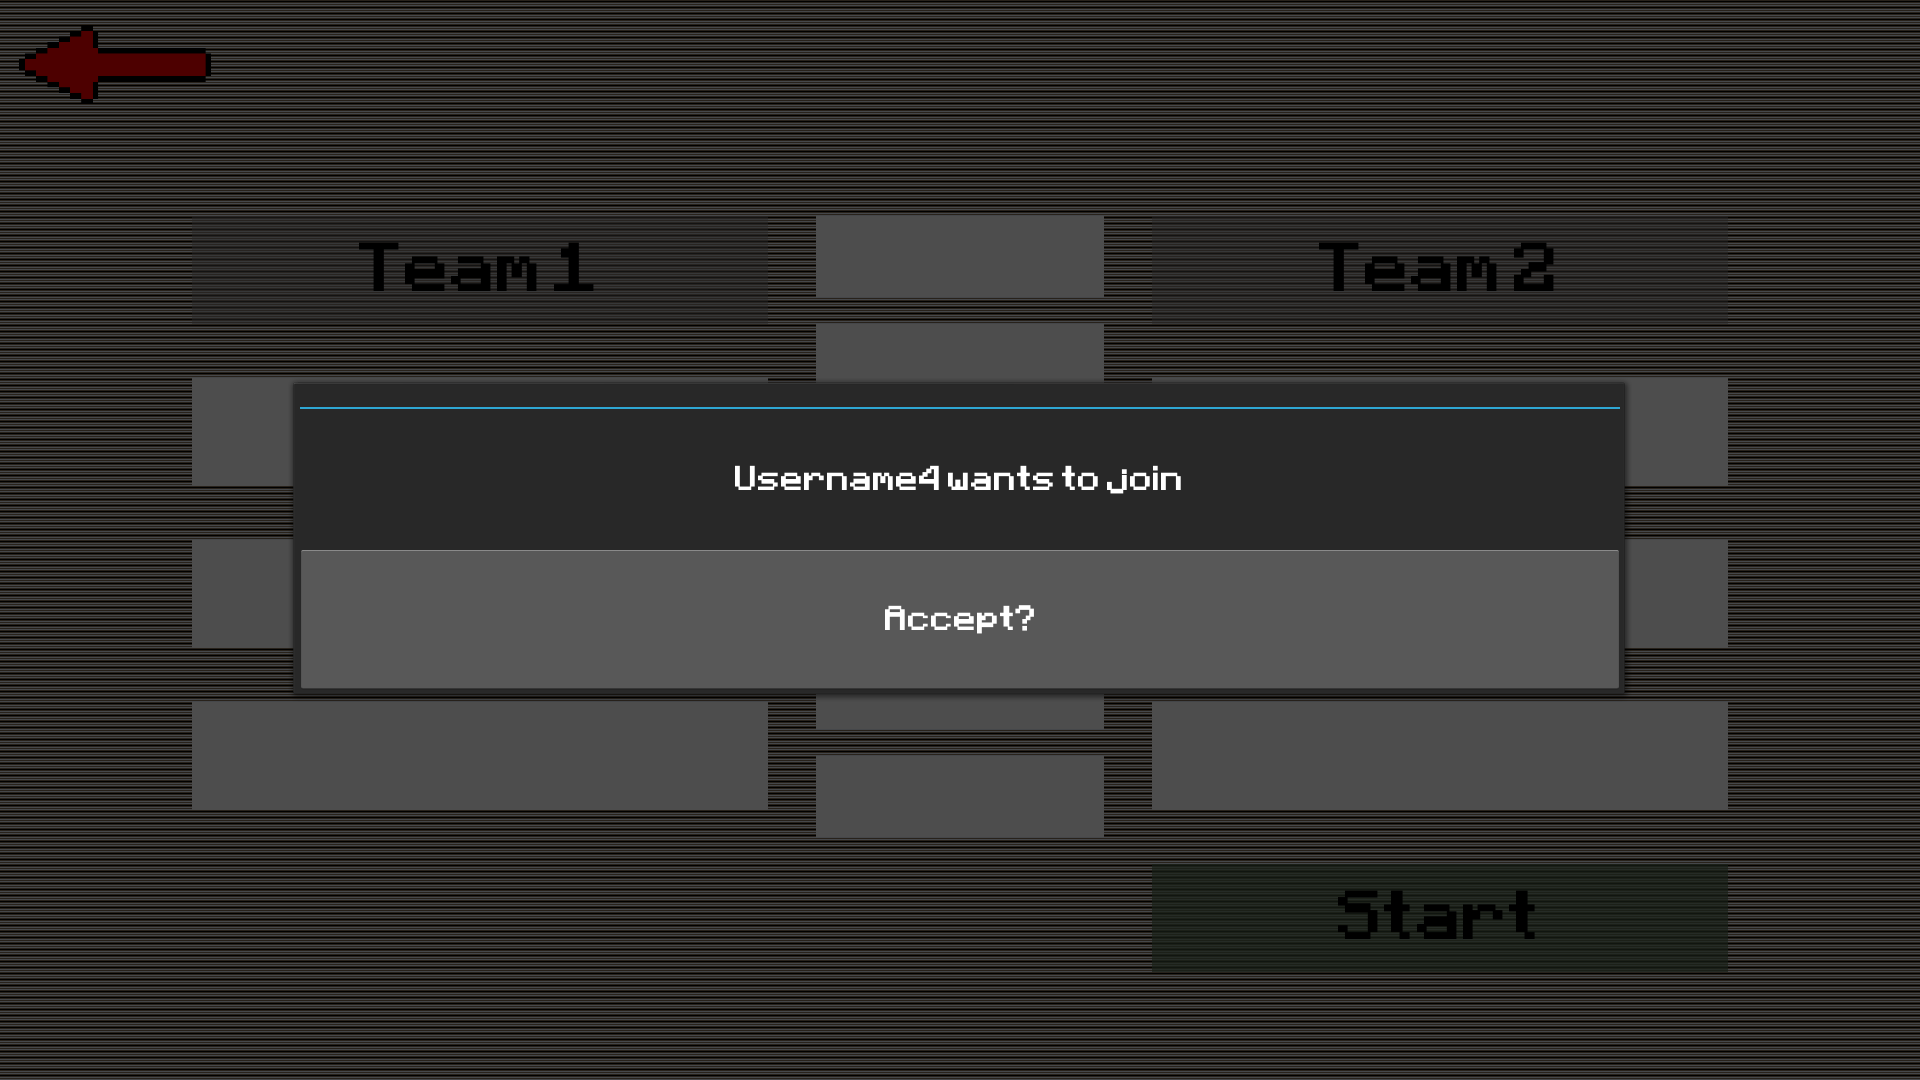 Team 1
Team 2
Username4 wants to join
Accept?
Start